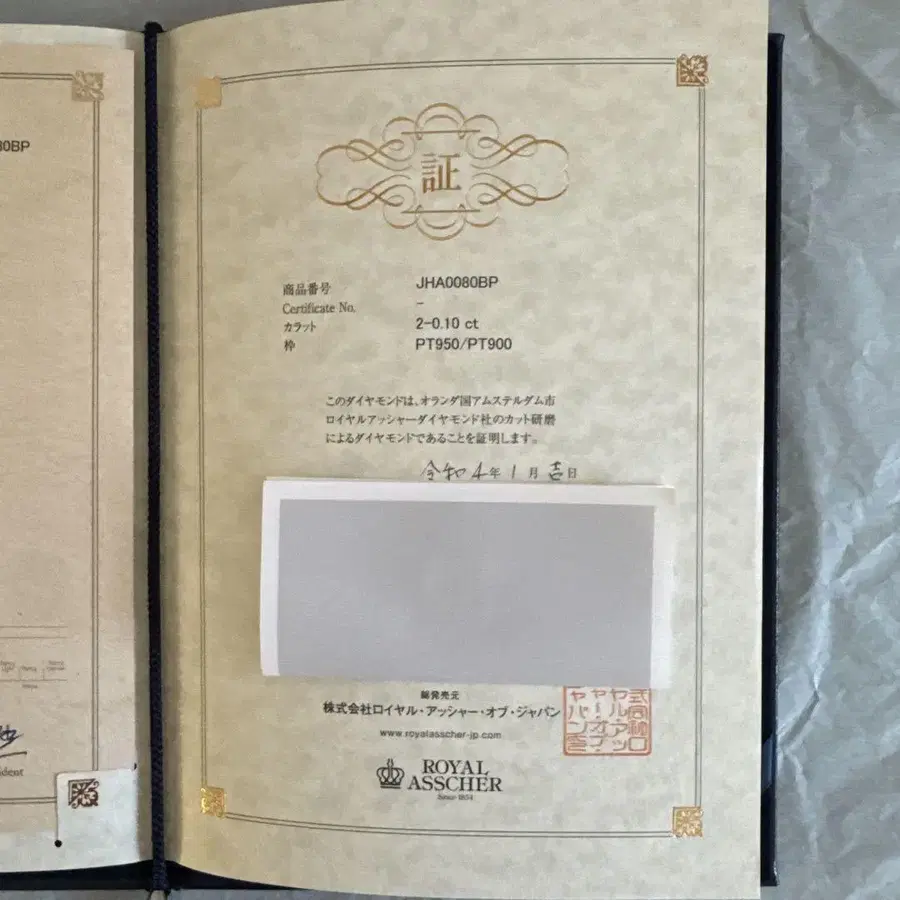 80BP
証
商品番号 JHA0080BP
Certificate No. –
カラット 2-0.10 ct
枠 PT950/PT900
このダイヤモンドは、オランダ国アムステルダム市
ロイヤルアッシャーダイヤモンド社のカット研磨
によるダイヤモンドであることを証明します。
令和4年1月壱日
総発売元
株式会社ロイヤル・アッシャー・オブ・ジャパン
www.royalasscher-jp.com
ROYAL
ASSCHER
Since 1854
ident